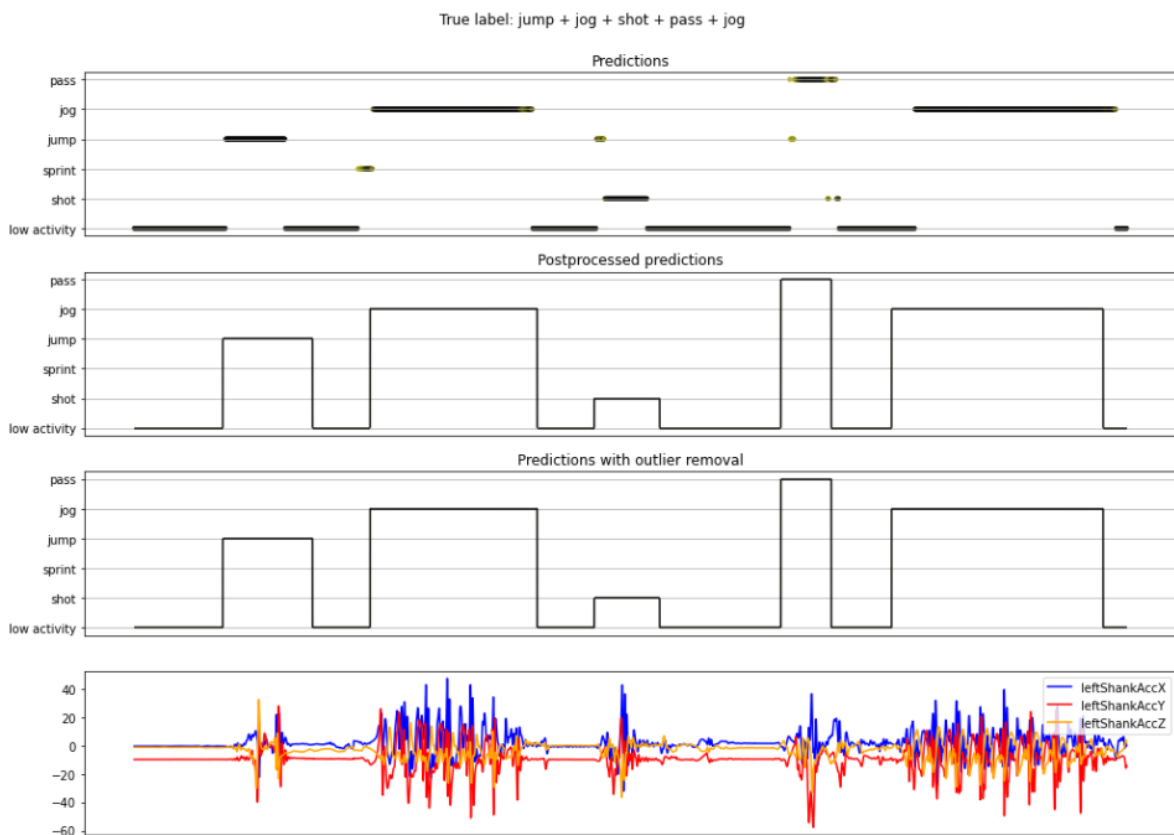 True label: jump + jog + shot + pass + jog
Predictions
pass
jog
jump
sprint
shot
low activity
Postprocessed predictions
pass
jog
jump
sprint
shot
low activity
Predictions with outlier removal
pass
jog
jump
sprint
shot
low activity
40
20
0
−20
−40
−60
leftShankAccX
leftShankAccY
leftShankAccZ